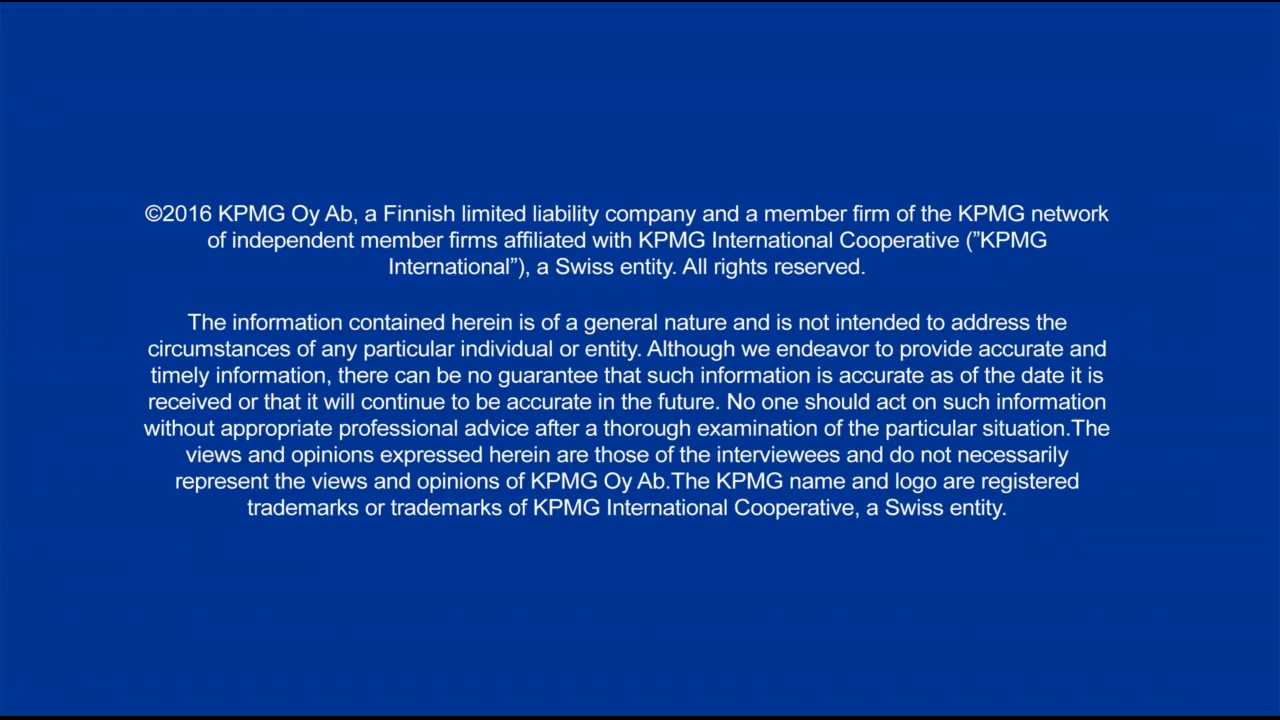 ©2016 KPMG Oy Ab, a Finnish limited liability company and a member firm of the KPMG network
of independent member firms affiliated with KPMG International Cooperative (”KPMG
International”), a Swiss entity. All rights reserved.
The information contained herein is of a general nature and is not intended to address the
circumstances of any particular individual or entity. Although we endeavor to provide accurate and
timely information, there can be no guarantee that such information is accurate as of the date it is
received or that it will continue to be accurate in the future. No one should act on such information
without appropriate professional advice after a thorough examination of the particular situation.The
views and opinions expressed herein are those of the interviewees and do not necessarily
represent the views and opinions of KPMG Oy Ab.The KPMG name and logo are registered
trademarks or trademarks of KPMG International Cooperative, a Swiss entity.